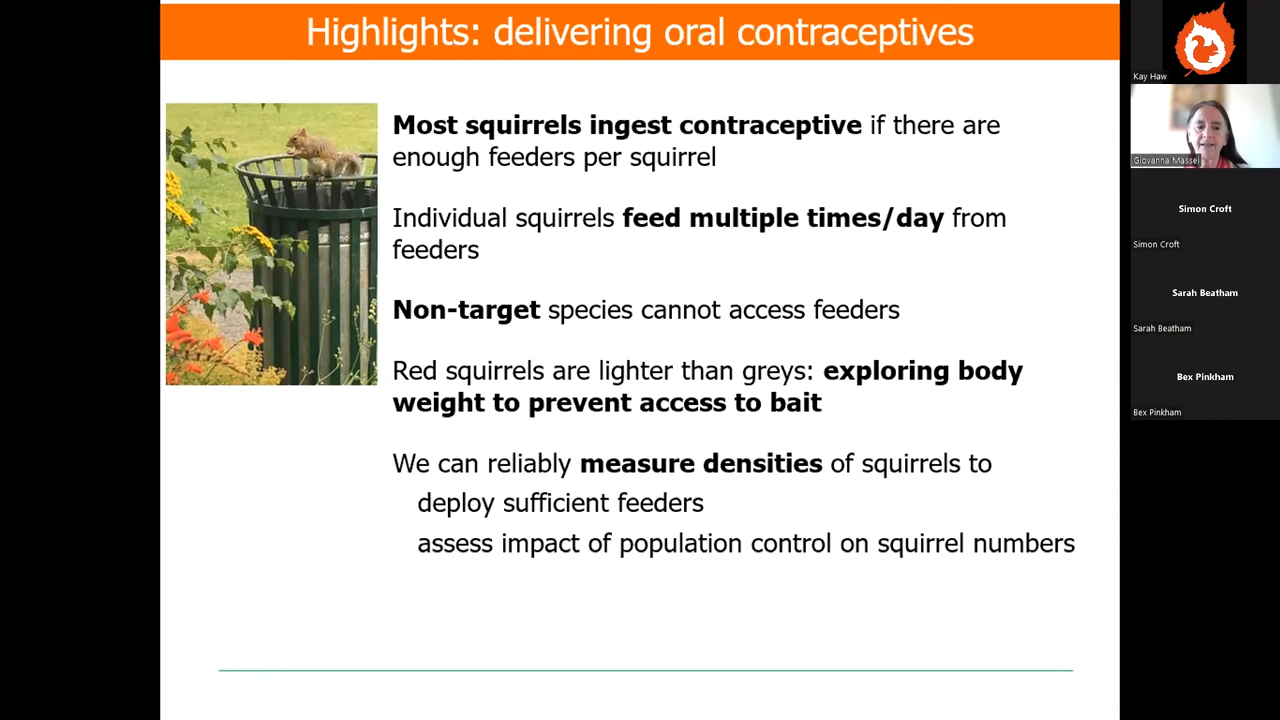 Highlights: delivering oral contraceptives
Most squirrels ingest contraceptive if there are
enough feeders per squirrel
Individual squirrels feed multiple times/day from
feeders
Non-target species cannot access feeders
Red squirrels are lighter than greys: exploring body
weight to prevent access to bait
We can reliably measure densities of squirrels to
deploy sufficient feeders
assess impact of population control on squirrel numbers
Kay Haw
Giovanna Massei
Simon Croft
Simon Croft
Sarah Beatham
Sarah Beatham
Bex Pinkham
Bex Pinkham